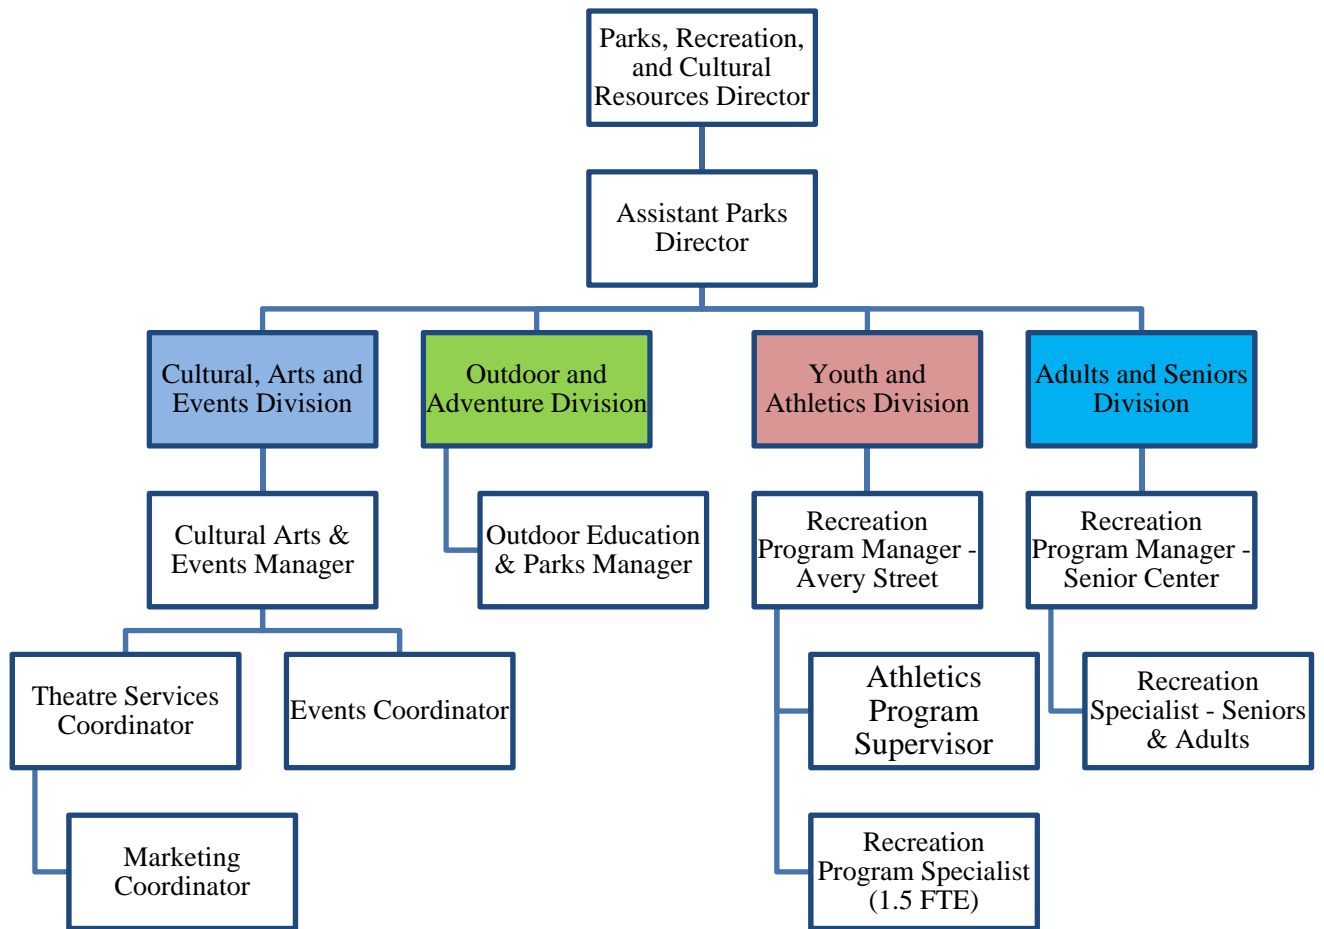 Parks, Recreation,
and Cultural
Resources Director
Assistant Parks
Director
Cultural, Arts and
Events Division
Outdoor and
Adventure Division
Youth and
Athletics Division
Adults and Seniors
Division
Cultural Arts &
Events Manager
Outdoor Education
& Parks Manager
Recreation
Program Manager -
Avery Street
Recreation
Program Manager -
Senior Center
Theatre Services
Coordinator
Events Coordinator
Athletics
Program
Supervisor
Recreation
Specialist - Seniors
& Adults
Marketing
Coordinator
Recreation
Program Specialist
(1.5 FTE)